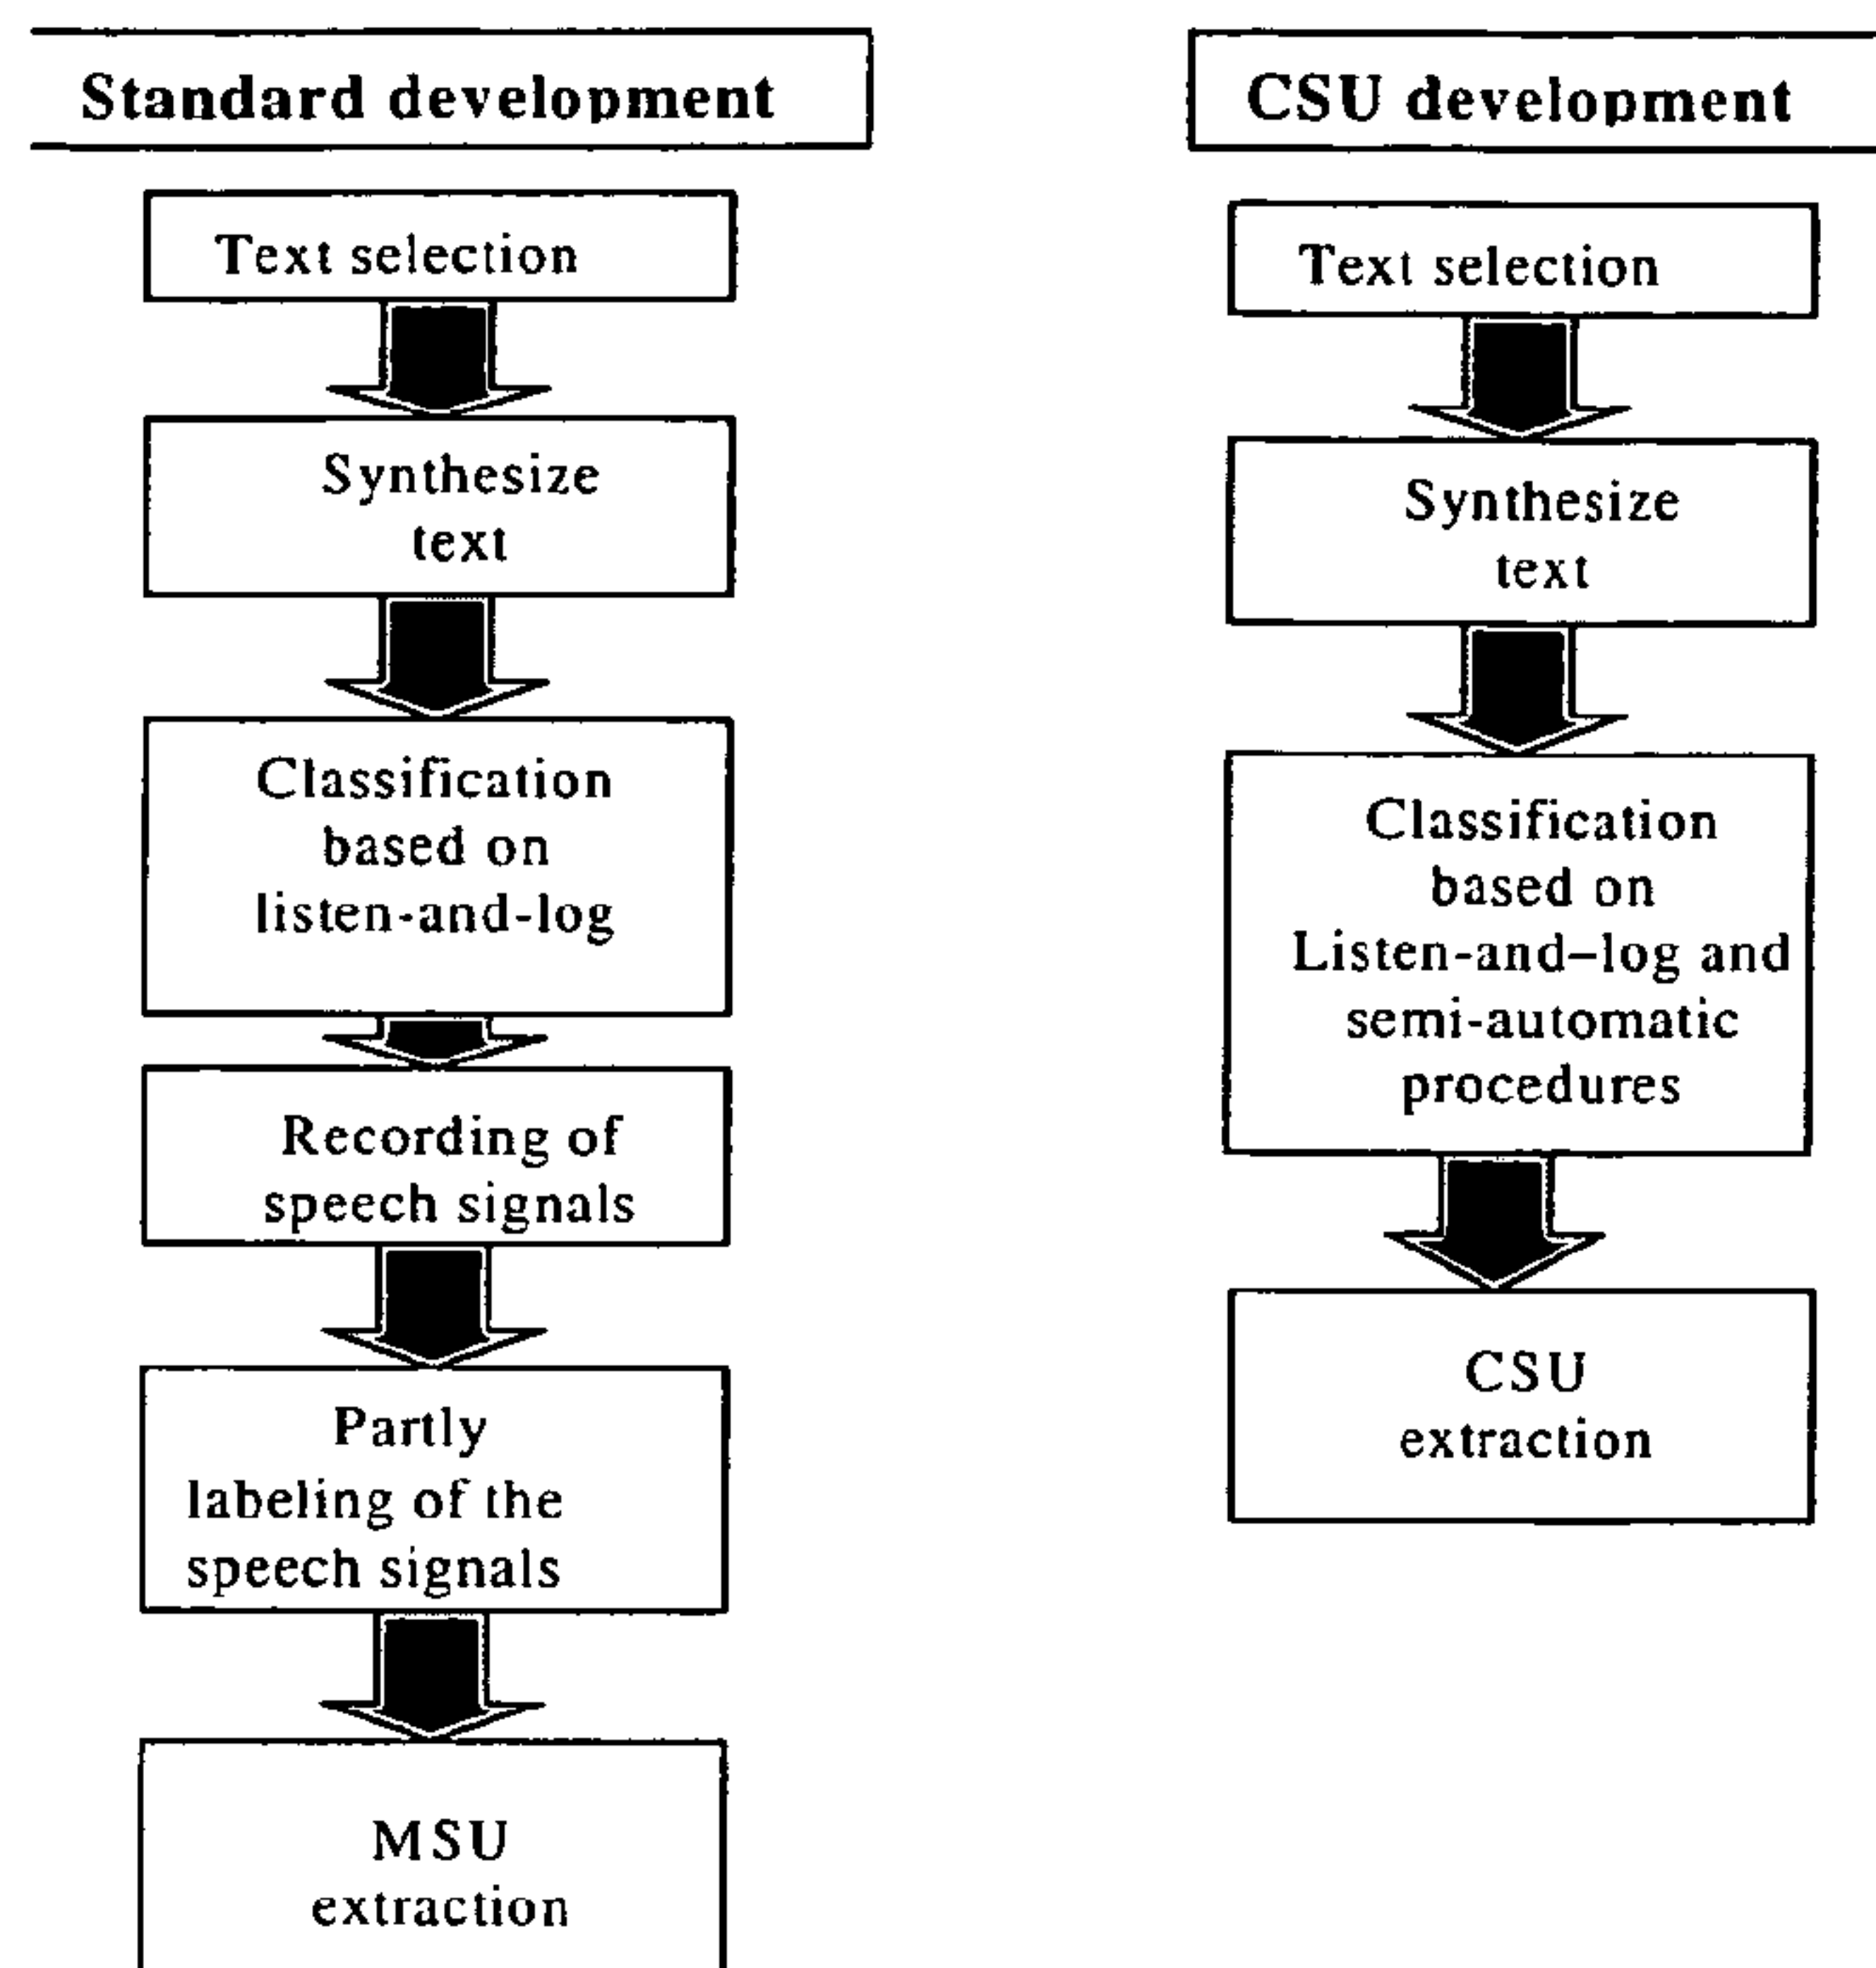 Standard development
Text selection
Synthesize
text
Classification
based on
listen-and-log
Recording of
speech signals
Partly
labeling of the
speech signals
MSU
extraction
CSU development
Text selection
Synthesize
text
Classification
based on
Listen-and–log and
semi-automatic
procedures
CSU
extraction